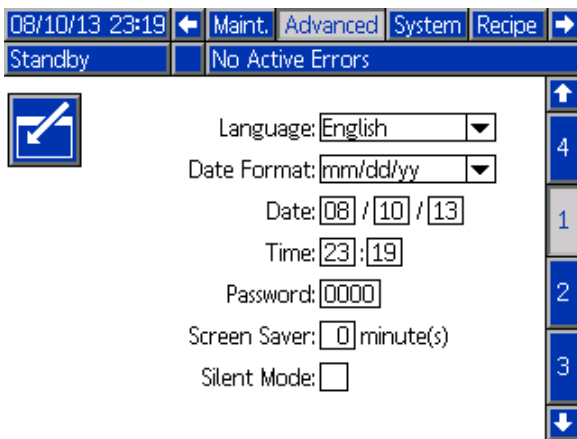 08/10/13 23:19 Maint. Advanced System Recipe
Standby No Active Errors
Language: English
4
Date Format: mm/dd/yy
Date: 08 / 10 / 13
1
Time: 23 : 19
Password: 0000
2
Screen Saver: 0 minute(s)
Silent Mode:
3